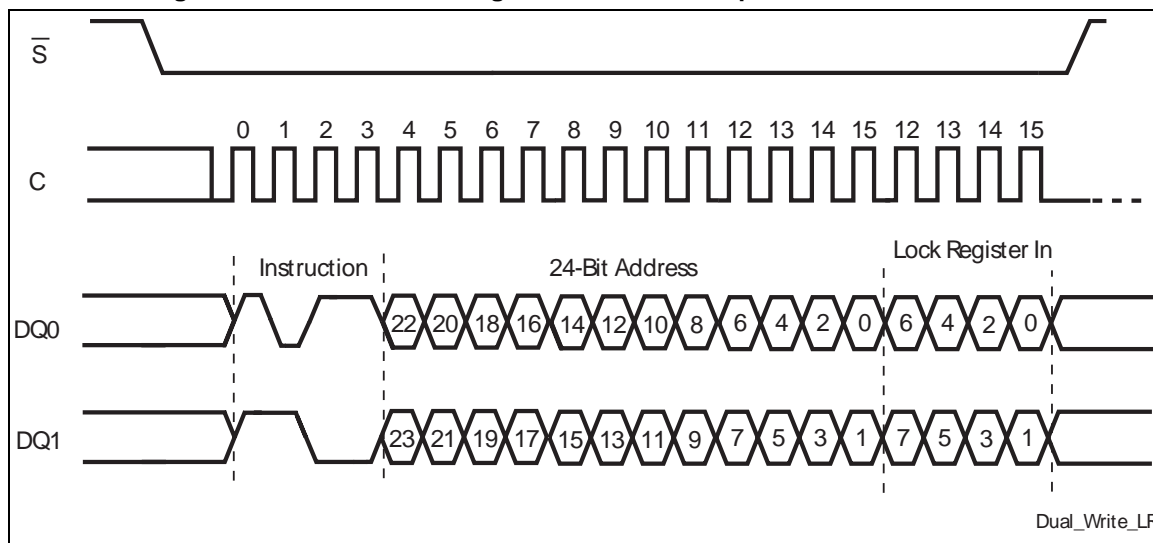 S
0 1 2 3 4 5 6 7 8 9 10 11 12 13 14 15 12 13 14 15
C
Instruction 24-Bit Address Lock Register In
DQ0 22 20 18 16 14 12 10 8 6 4 2 0 6 4 2 0
DQ1 23 21 19 17 15 13 11 9 7 5 3 1 7 5 3 1
Dual_Write_LR